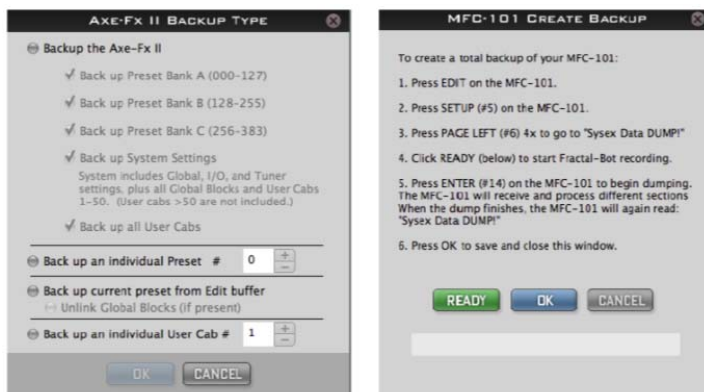 AXE-FX II BACKUP TYPE
Backup the Axe-Fx II
Back up Preset Bank A (000-127)
Back up Preset Bank B (128-255)
Back up Preset Bank C (256-383)
Back up System Settings
System includes Global, I/O, and Tuner
settings, plus all Global Blocks and User Cabs
1-50. (User cabs >50 are not included.)
Back up all User Cabs
Back up an individual Preset # 0
Back up current preset from Edit buffer
Unlink Global Blocks (if present)
Back up an individual User Cab # 1
OK CANCEL
MFC-101 CREATE BACKUP
To create a total backup of your MFC-101:
1. Press EDIT on the MFC-101.
2. Press SETUP (#5) on the MFC-101.
3. Press PAGE LEFT (#6) 4x to go to "Sysex Data DUMP!"
4. Click READY (below) to start Fractal-Bot recording.
5. Press ENTER (#14) on the MFC-101 to begin dumping.
The MFC-101 will receive and process different sections
When the dump finishes, the MFC-101 will again read:
"Sysex Data DUMP!"
6. Press OK to save and close this window.
READY OK CANCEL